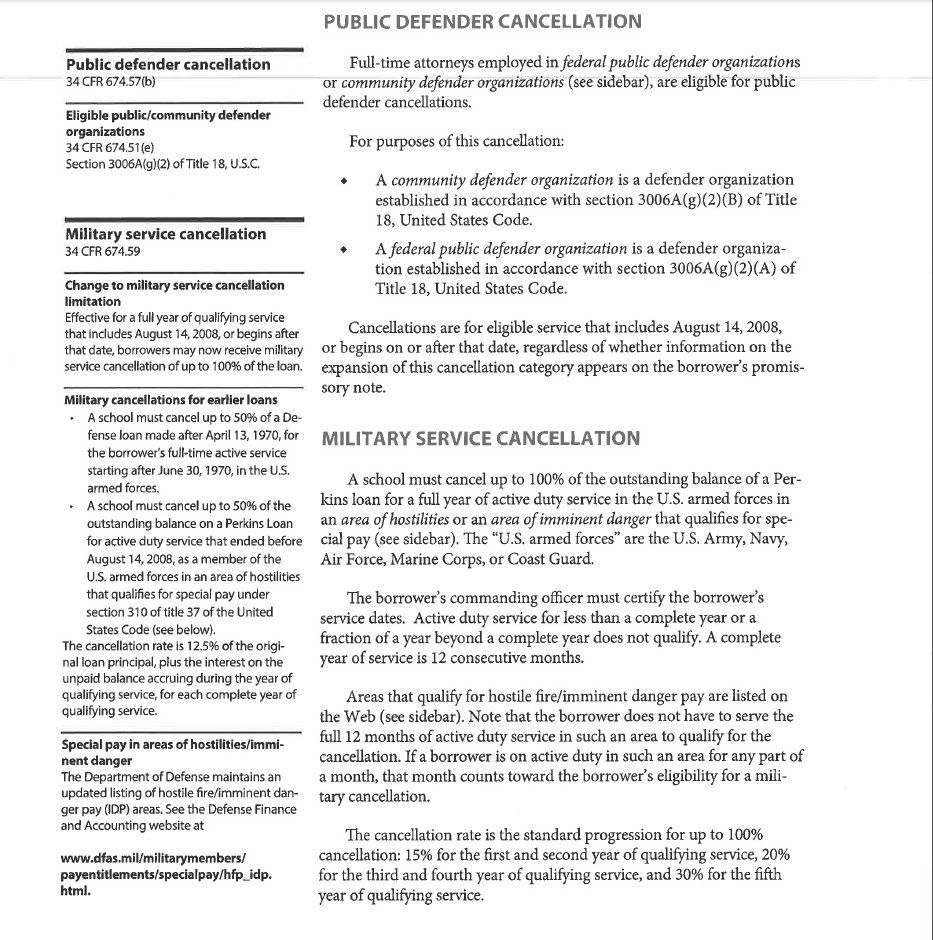 PUBLIC DEFENDER CANCELLATION
Public defender cancellation
34 CFR 674.57(b)
Eligible public/community defender
organizations
34 CFR 674.51(e)
Section 3006A(g)(2) of Title 18, U.S.C.
Military service cancellation
34 CFR 674.59
Change to military service cancellation
limitation
Effective for a full year of qualifying service
that includes August 14, 2008, or begins after
that date, borrowers may now receive military
service cancellation of up to 100% of the loan.
Military cancellations for earlier loans
• A school must cancel up to 50% of a De-
fense loan made after April 13, 1970, for
the borrower's full-time active service
starting after June 30, 1970, in the U.S.
armed forces.
• A school must cancel up to 50% of the
outstanding balance on a Perkins Loan
for active duty service that ended before
August 14, 2008, as a member of the
U.S. armed forces in an area of hostilities
that qualifies for special pay under
section 310 of title 37 of the United
States Code (see below).
The cancellation rate is 12.5% of the origi-
nal loan principal, plus the interest on the
unpaid balance accruing during the year of
qualifying service, for each complete year of
qualifying service.
Special pay in areas of hostilities/immi-
nent danger
The Department of Defense maintains an
updated listing of hostile fire/imminent dan-
ger pay (IDP) areas. See the Defense Finance
and Accounting website at
www.dfas.mil/militarymembers/
payentitlements/specialpay/hfp_idp.
html.
Full-time attorneys employed in federal public defender organizations
or community defender organizations (see sidebar), are eligible for public
defender cancellations.
For purposes of this cancellation:
♦ A community defender organization is a defender organization
established in accordance with section 3006A(g)(2)(B) of Title
18, United States Code.
♦ A federal public defender organization is a defender organiza-
tion established in accordance with section 3006A(g)(2)(A) of
Title 18, United States Code.
Cancellations are for eligible service that includes August 14, 2008,
or begins on or after that date, regardless of whether information on the
expansion of this cancellation category appears on the borrower's promis-
sory note.
MILITARY SERVICE CANCELLATION
A school must cancel up to 100% of the outstanding balance of a Per-
kins loan for a full year of active duty service in the U.S. armed forces in
an area of hostilities or an area of imminent danger that qualifies for spe-
cial pay (see sidebar). The "U.S. armed forces" are the U.S. Army, Navy,
Air Force, Marine Corps, or Coast Guard.
The borrower's commanding officer must certify the borrower's
service dates. Active duty service for less than a complete year or a
fraction of a year beyond a complete year does not qualify. A complete
year of service is 12 consecutive months.
Areas that qualify for hostile fire/imminent danger pay are listed on
the Web (see sidebar). Note that the borrower does not have to serve the
full 12 months of active duty service in such an area to qualify for the
cancellation. If a borrower is on active duty in such an area for any part of
a month, that month counts toward the borrower's eligibility for a mili-
tary cancellation.
The cancellation rate is the standard progression for up to 100%
cancellation: 15% for the first and second year of qualifying service, 20%
for the third and fourth year of qualifying service, and 30% for the fifth
year of qualifying service.